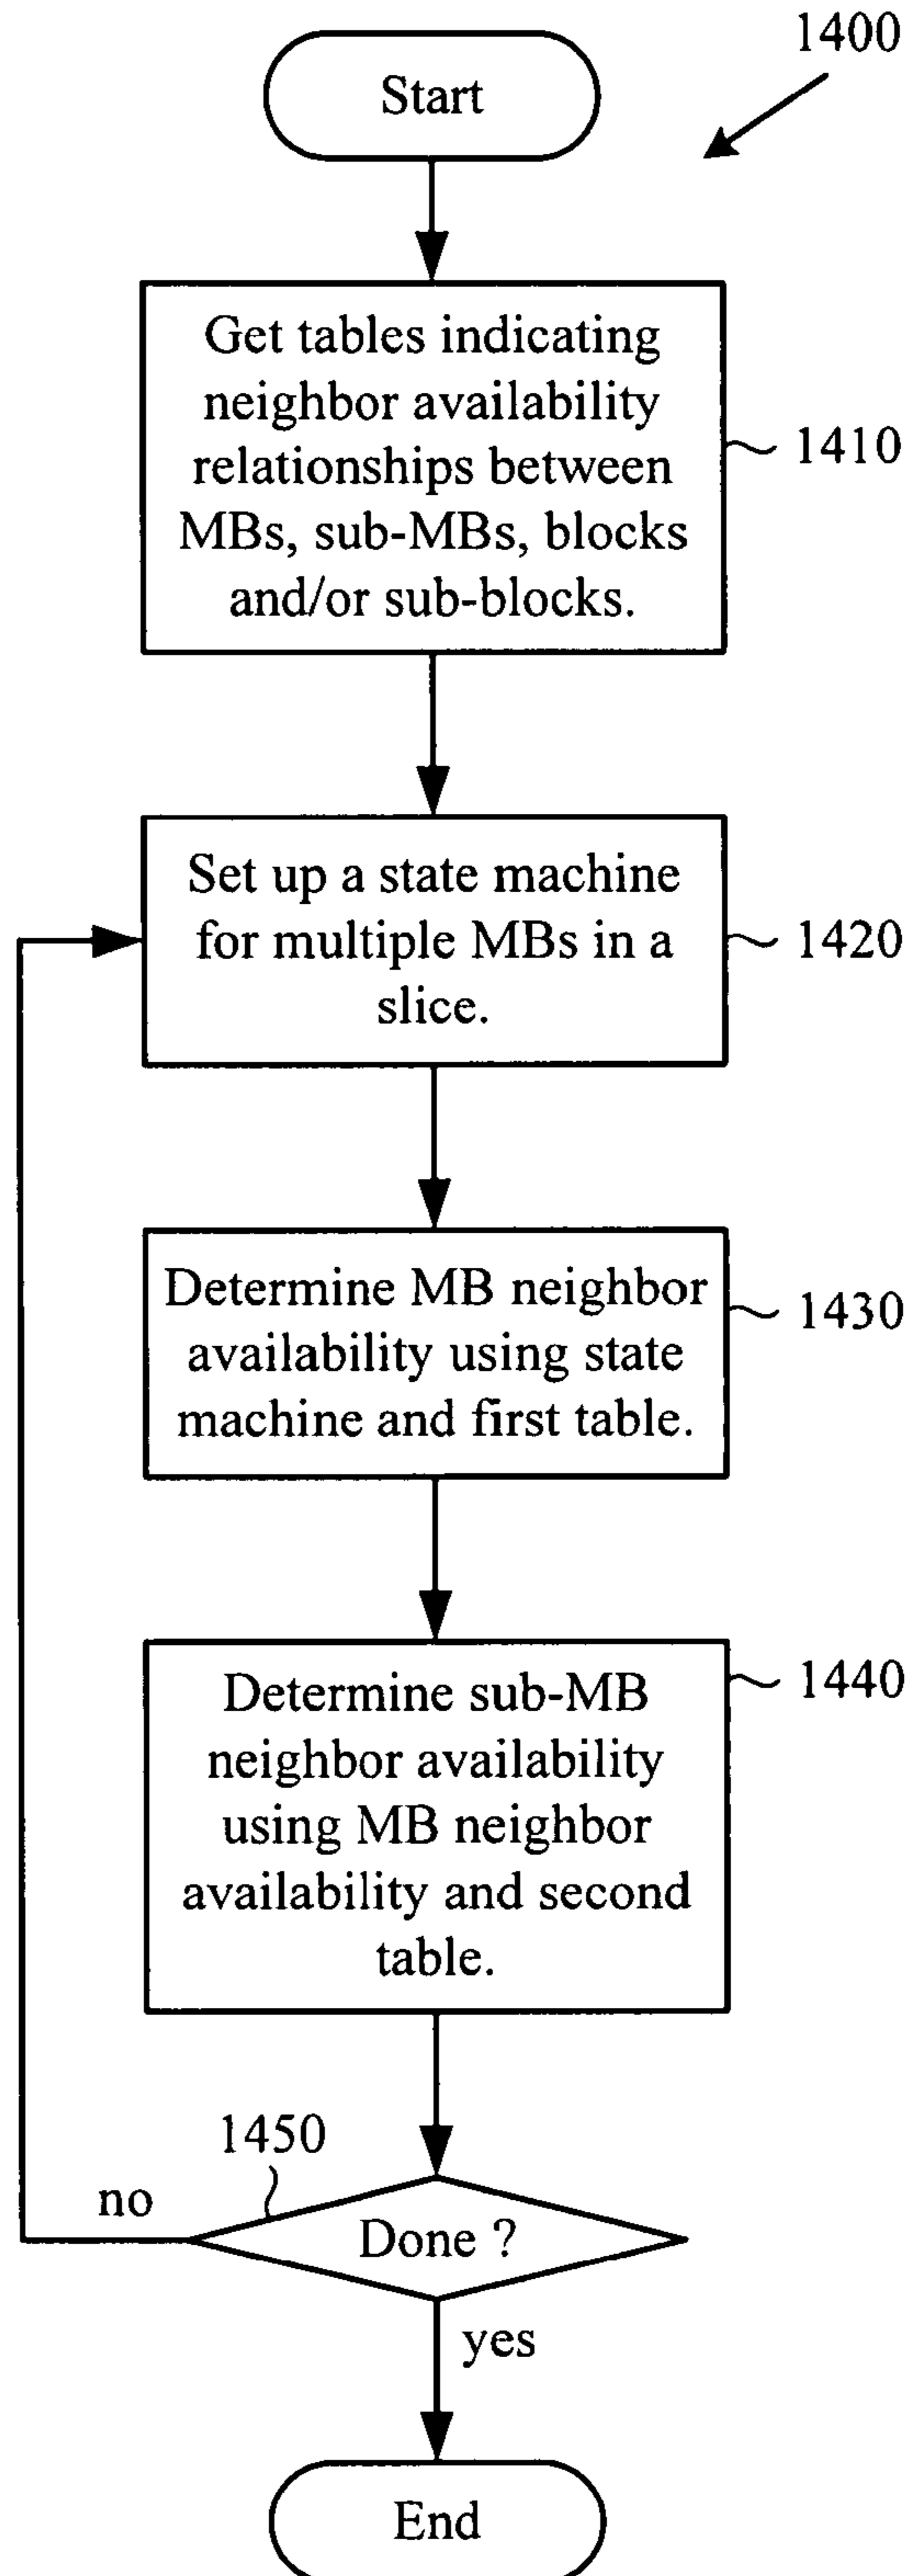 1400
Start
Get tables indicating
neighbor availability
relationships between
MBs, sub-MBs, blocks
and/or sub-blocks.
1410
Set up a state machine
for multiple MBs in a
slice.
1420
Determine MB neighbor
availability using state
machine and first table.
1430
Determine sub-MB
neighbor availability
using MB neighbor
availability and second
table.
1440
1450
no
Done ?
yes
End